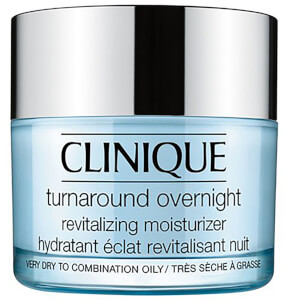 CLINIQUE
turnaround overnight
revitalizing moisturizer
hydratant éclat revitalisant nuit
VERY DRY TO COMBINATION OILY/TRÈS SÈCHE À GRASSE